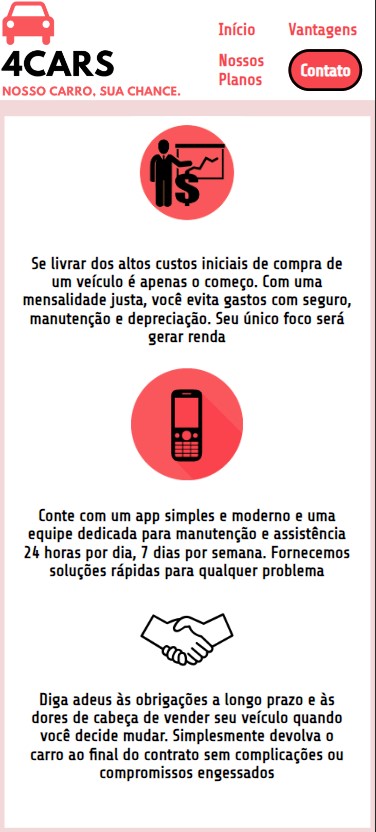 4CARS
NOSSO CARRO, SUA CHANCE.
Início
Vantagens
Nossos
Planos
Contato
$
Se livrar dos altos custos iniciais de compra de
um veículo é apenas o começo. Com uma
mensalidade justa, você evita gastos com seguro,
manutenção e depreciação. Seu único foco será
gerar renda
Conte com um app simples e moderno e uma
equipe dedicada para manutenção e assistência
24 horas por dia, 7 dias por semana. Fornecemos
soluções rápidas para qualquer problema
Diga adeus às obrigações a longo prazo e às
dores de cabeça de vender seu veículo quando
você decide mudar. Simplesmente devolva o
carro ao final do contrato sem complicações ou
compromissos engessados